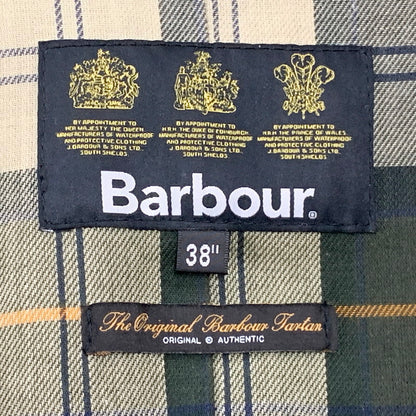 BY APPOINTMENT TO
HER MAJESTY THE QUEEN
MANUFACTURERS OF WATERPROOF
AND PROTECTIVE CLOTHING
J. BARBOUR & SONS LTD.
SOUTH SHIELDS
BY APPOINTMENT TO
H.R.H. THE DUKE OF EDINBURGH
MANUFACTURERS OF WATERPROOF
AND PROTECTIVE CLOTHING
J. BARBOUR & SONS LTD.
SOUTH SHIELDS
BY APPOINTMENT TO
H.R.H. THE PRINCE OF WALES
MANUFACTURERS OF WATERPROOF
AND PROTECTIVE CLOTHING
J. BARBOUR & SONS LTD.
SOUTH SHIELDS
Barbour®
38"
The Original Barbour Tartan
ORIGINAL © AUTHENTIC